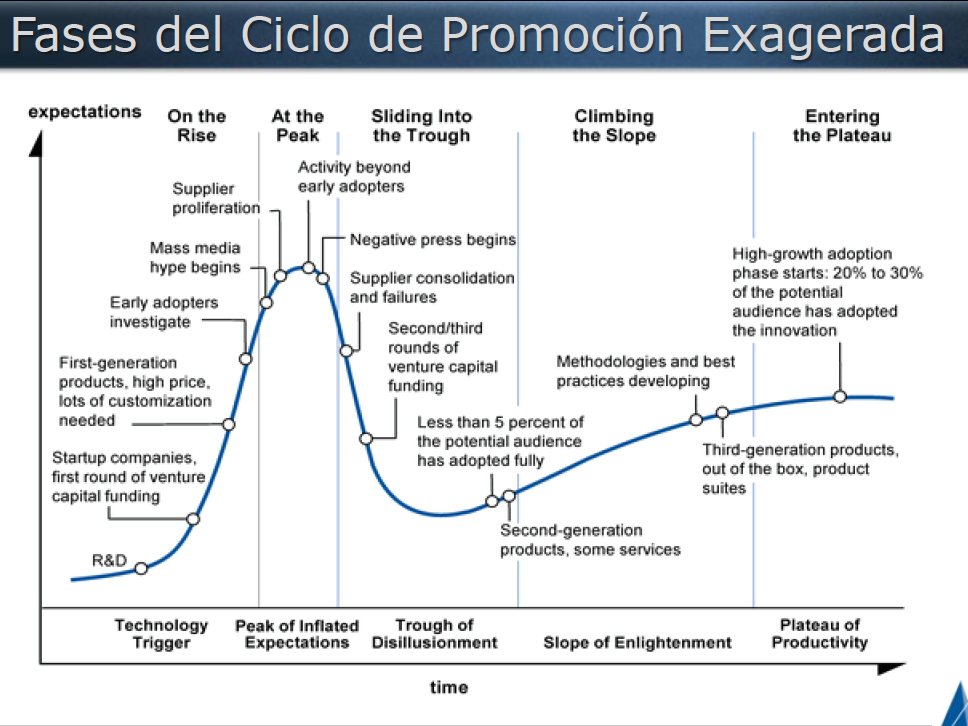 Fases del Ciclo de Promoción Exagerada
expectations
On the
Rise
At the
Peak
Sliding Into
the Trough
Climbing
the Slope
Entering
the Plateau
Activity beyond
early adopters
Supplier
proliferation
Negative press begins
Mass media
hype begins
Supplier consolidation
and failures
High-growth adoption
phase starts: 20% to 30%
of the potential
audience has adopted
the innovation
Early adopters
investigate
Second/third
rounds of
venture capital
funding
First-generation
products, high price,
lots of customization
needed
Methodologies and best
practices developing
Less than 5 percent of
the potential audience
has adopted fully
Startup companies,
first round of venture
capital funding
Third-generation products,
out of the box, product
suites
Second-generation
products, some services
R&D
Technology
Trigger
Peak of Inflated
Expectations
Trough of
Disillusionment
Slope of Enlightenment
Plateau of
Productivity
time